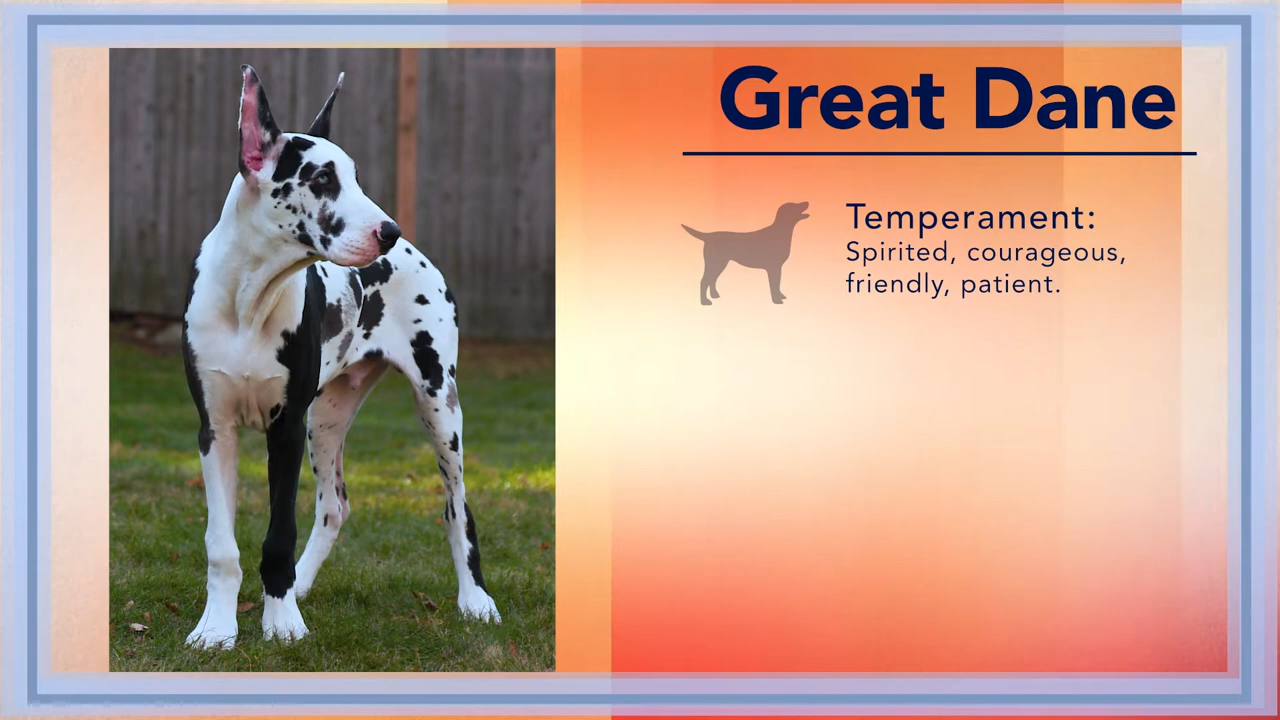 Great Dane
Temperament:
Spirited, courageous,
friendly, patient.